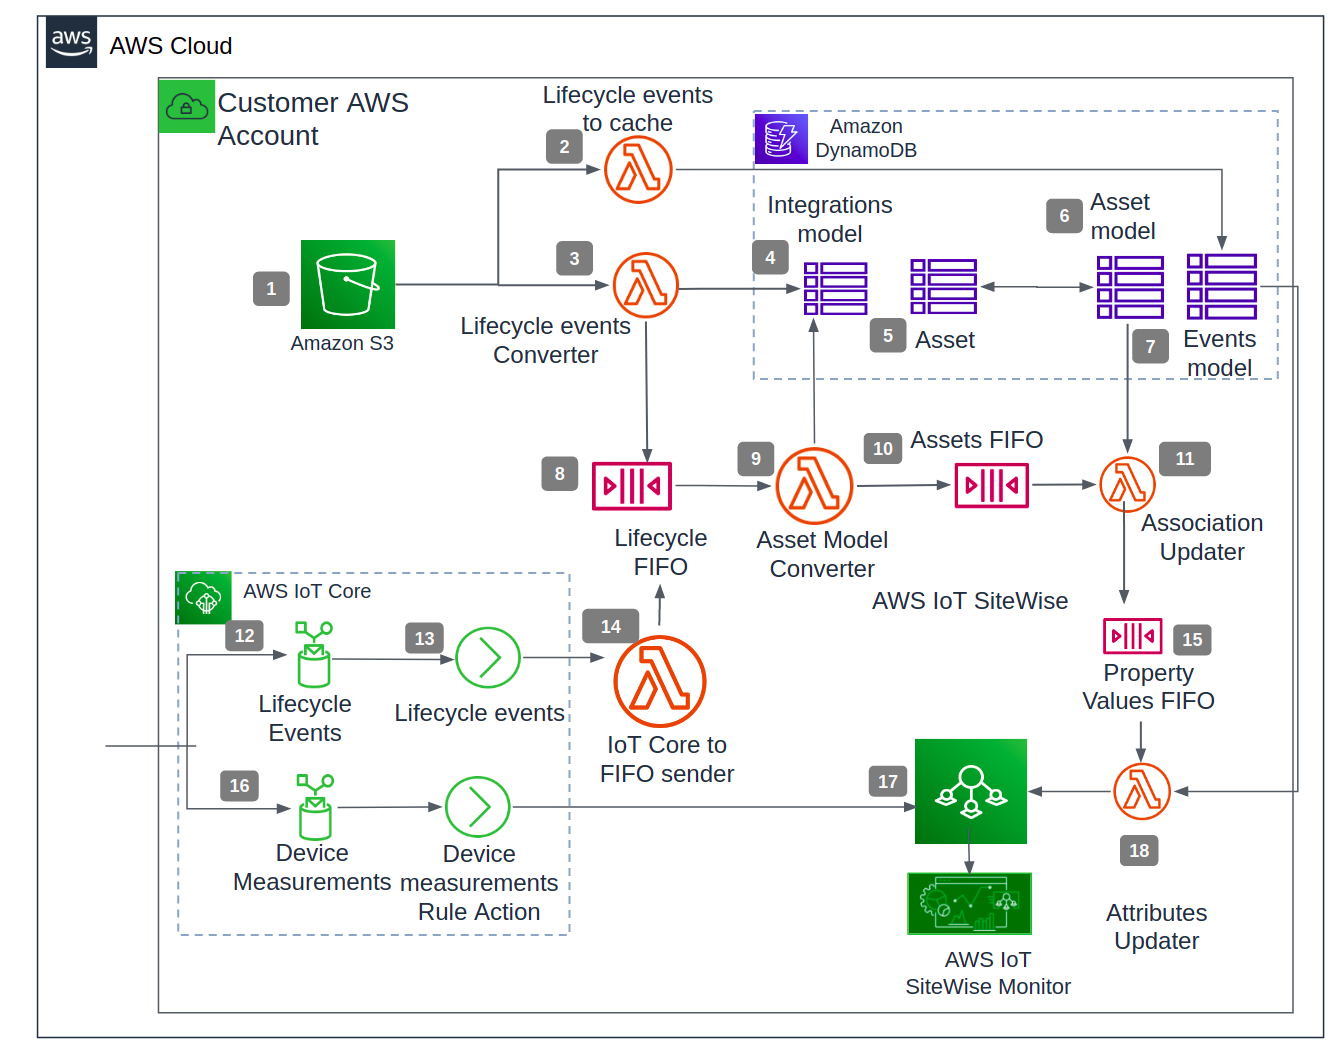 aws
AWS Cloud
Customer AWS
Account
Lifecycle events
to cache
2
Amazon
DynamoDB
Integrations
model
6
Asset
model
4
3
1
Amazon S3
Lifecycle events
Converter
5
Asset
7
Events
model
8
9
10
Assets FIFO
11
Lifecycle
FIFO
Asset Model
Converter
Association
Updater
AWS IoT SiteWise
AWS IoT Core
12
13
14
15
Lifecycle
Events
Lifecycle events
IoT Core to
FIFO sender
Property
Values FIFO
16
17
Device
Measurements
Device
measurements
Rule Action
18
Attributes
Updater
AWS IoT
SiteWise Monitor